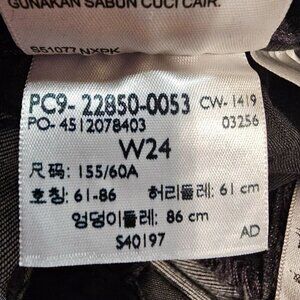 GUNAKAN SABUN CUCI CAIR.
S51077 NXPK
PC9- 22850-0053 CW-1419
PO- 4512078403 03256
W24
尺码: 155/60A
호칭: 61-86 허리둘레: 61 cm
엉덩이둘레: 86 cm
S40197 AD